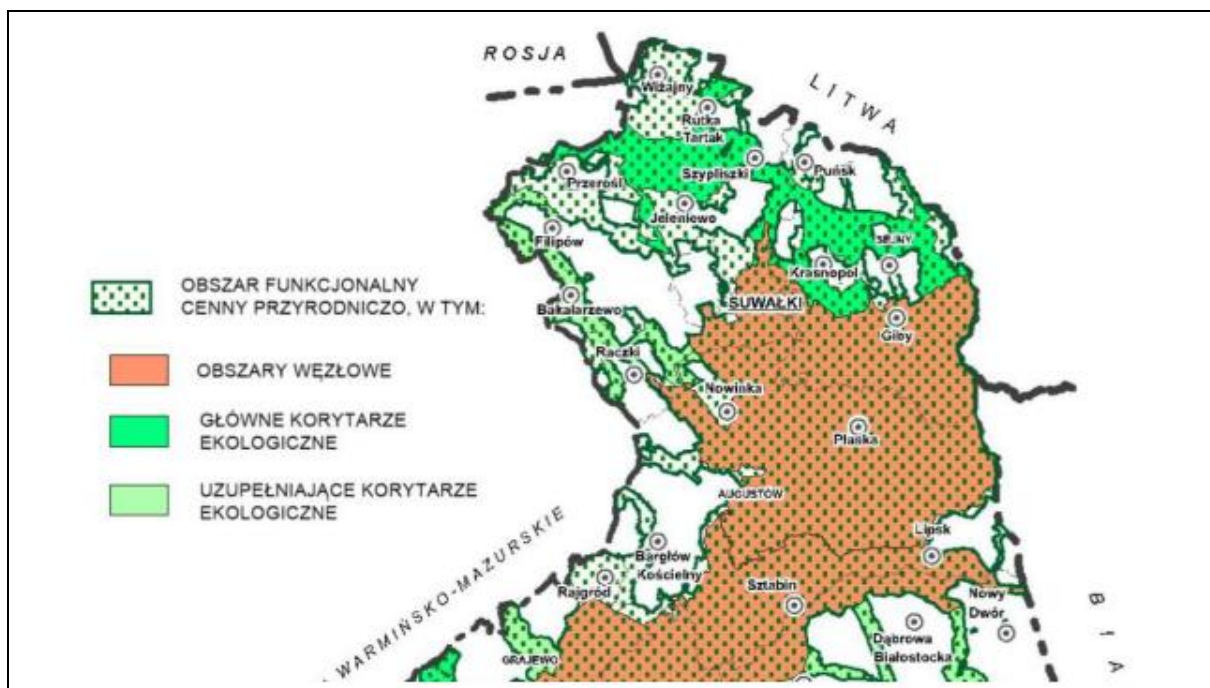 ROSJA
LITWA
Wiżajny
Rutka
Tartak
Szypliszki
Puńsk
Przerośl
Jeleniewo
SEJNY
Filipów
Krasnopol
OBSZAR FUNKCJONALNY
CENNY PRZYRODNICZO, W TYM:
Bakałarzewo
SUWAŁKI
Giby
OBSZARY WĘZŁOWE
Raczki
Nowinka
GŁÓWNE KORYTARZE
EKOLOGICZNE
Płaska
UZUPEŁNIAJĄCE KORYTARZE
EKOLOGICZNE
AUGUSTÓW
Lipsk
Bargłów
Kościelny
Rajgród
Sztabin
Nowy
Dwór
WARMIŃSKO-MAZURSKIE
Dąbrowa
Białostocka
GRAJEWO
B I A